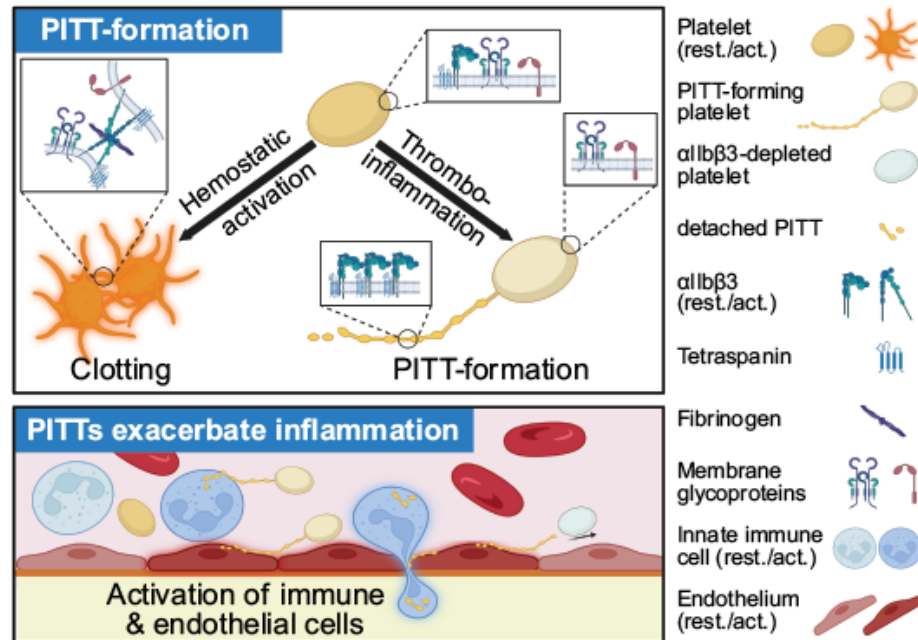 PITT-formation
Hemostatic
activation
Thrombo-
inflammation
Clotting
PITT-formation
PITTs exacerbate inflammation
Activation of immune
& endothelial cells
Platelet
(rest./act.)
PITT-forming
platelet
αIIbβ3-depleted
platelet
detached PITT
αIIbβ3
(rest./act.)
Tetraspanin
Fibrinogen
Membrane
glycoproteins
Innate immune
cell (rest./act.)
Endothelium
(rest./act.)